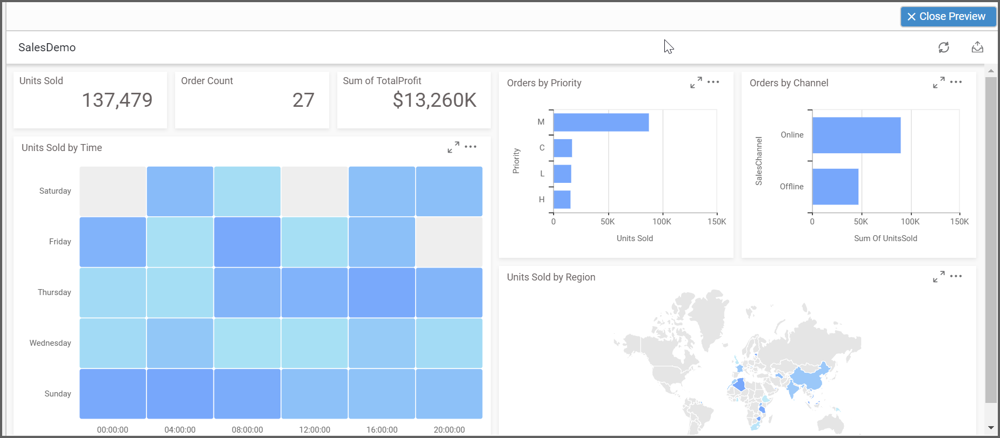 Close Preview
SalesDemo
Units Sold
137,479
Order Count
27
Sum of TotalProfit
$13,260K
Orders by Priority
Priority
M
C
L
H
0 50K 100K 150K
Units Sold
Orders by Channel
SalesChannel
Online
Offline
0 50K 100K 150K
Sum Of UnitsSold
Units Sold by Time
Saturday
Friday
Thursday
Wednesday
Sunday
00:00:00 04:00:00 08:00:00 12:00:00 16:00:00 20:00:00
Units Sold by Region